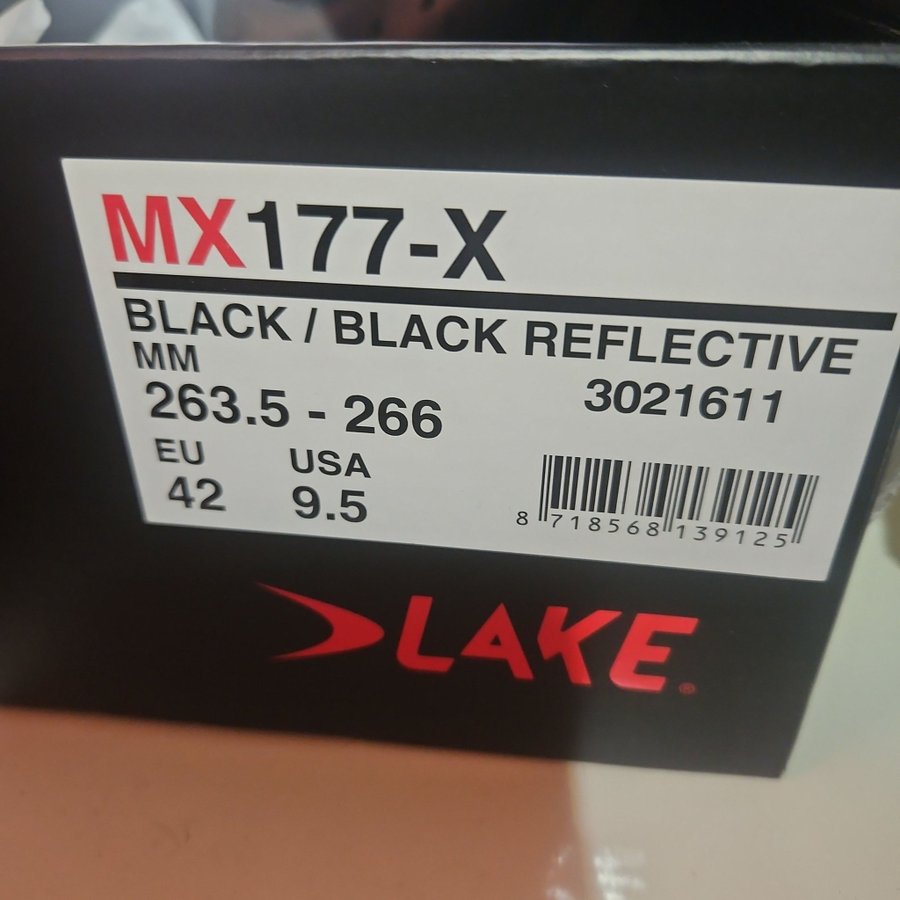 MX177-X
BLACK / BLACK REFLECTIVE
MM
3021611
263.5 - 266
EU USA
42 9.5
8 718568 139125
LAKE®